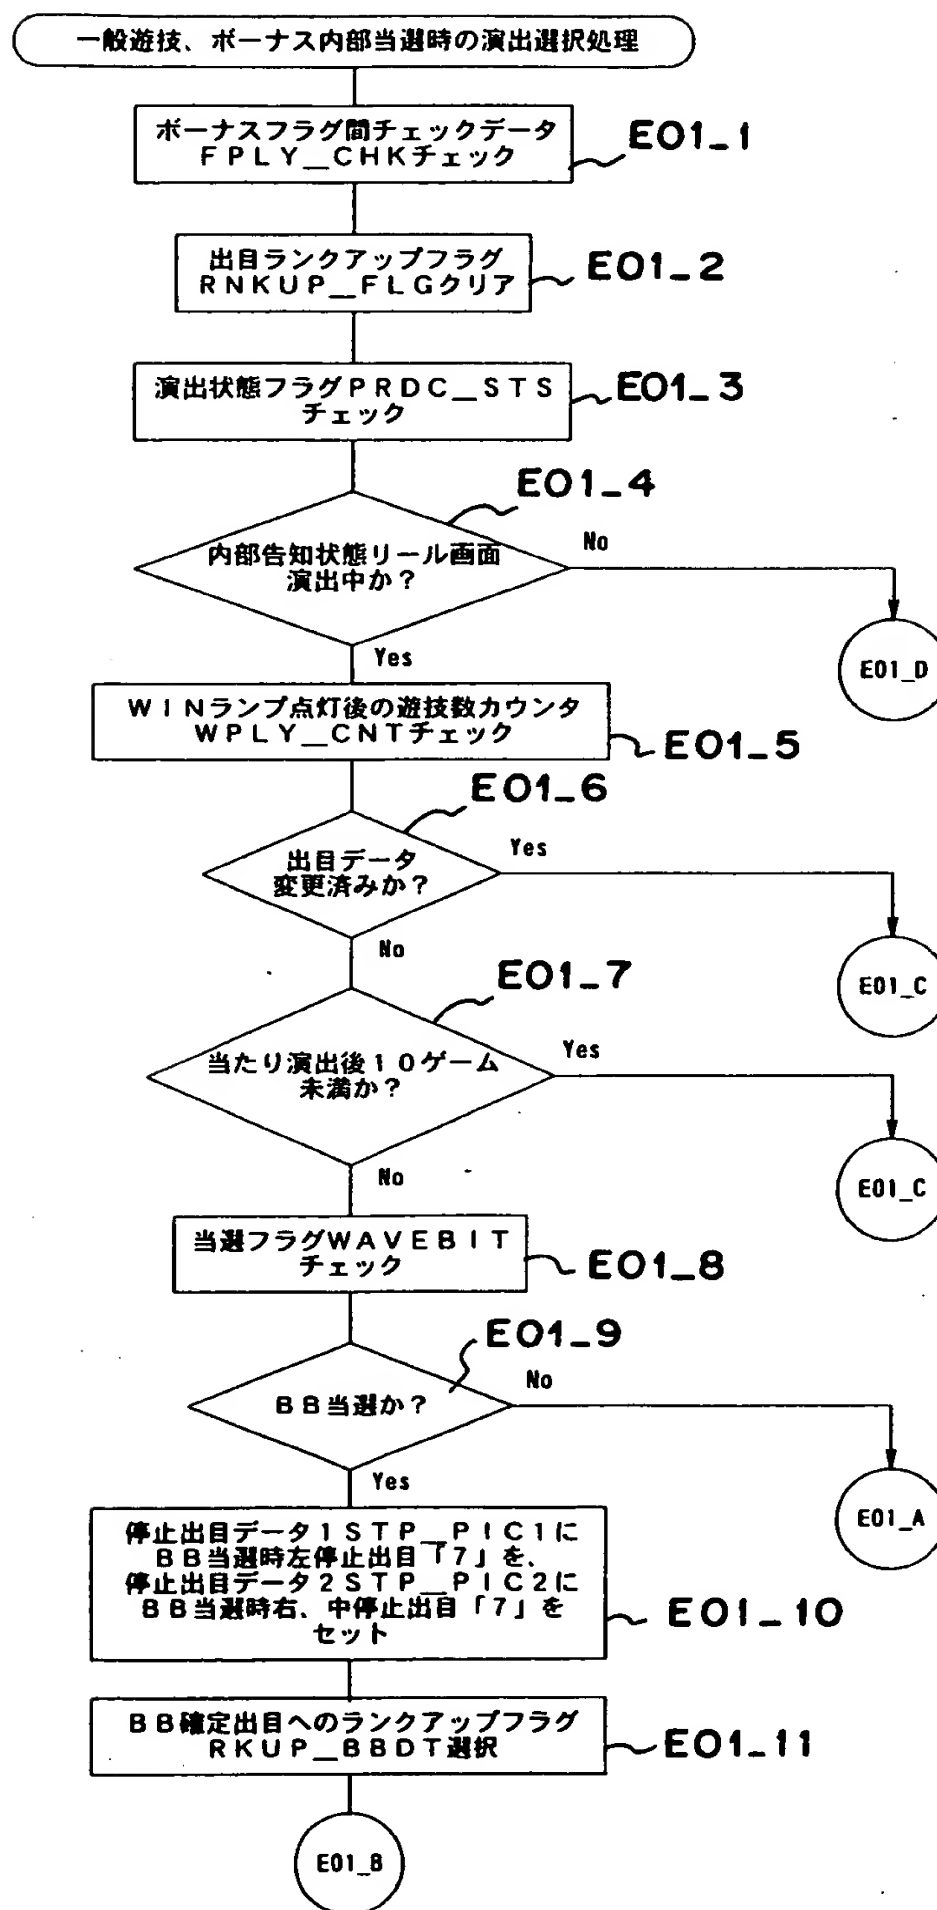 一般遊技、ボーナス内部当選時の演出選択処理
ボーナスフラグ間チェックデータ
FPLY__CHKチェック
E01_1
出目ランクアップフラグ
RNKUP__FLGクリア
E01_2
演出状態フラグPRDC__STS
チェック
E01_3
E01_4
内部告知状態リール画面
演出中か?
No
E01_D
Yes
WINランプ点灯後の遊技数カウンタ
WPLY__CNTチェック
E01_5
E01_6
出目データ
変更済みか?
Yes
E01_C
No
E01_7
当たり演出後10ゲーム
未満か?
Yes
E01_C
No
当選フラグWAVEBIT
チェック
E01_8
E01_9
BB当選か?
No
E01_A
Yes
停止出目データ1STP__PIC1に
BB当選時左停止出目「7」を、
停止出目データ2STP__PIC2に
BB当選時右、中停止出目「7」を
セット
E01_10
BB確定出目へのランクアップフラグ
RKUP__BBDT選択
E01_11
E01_B